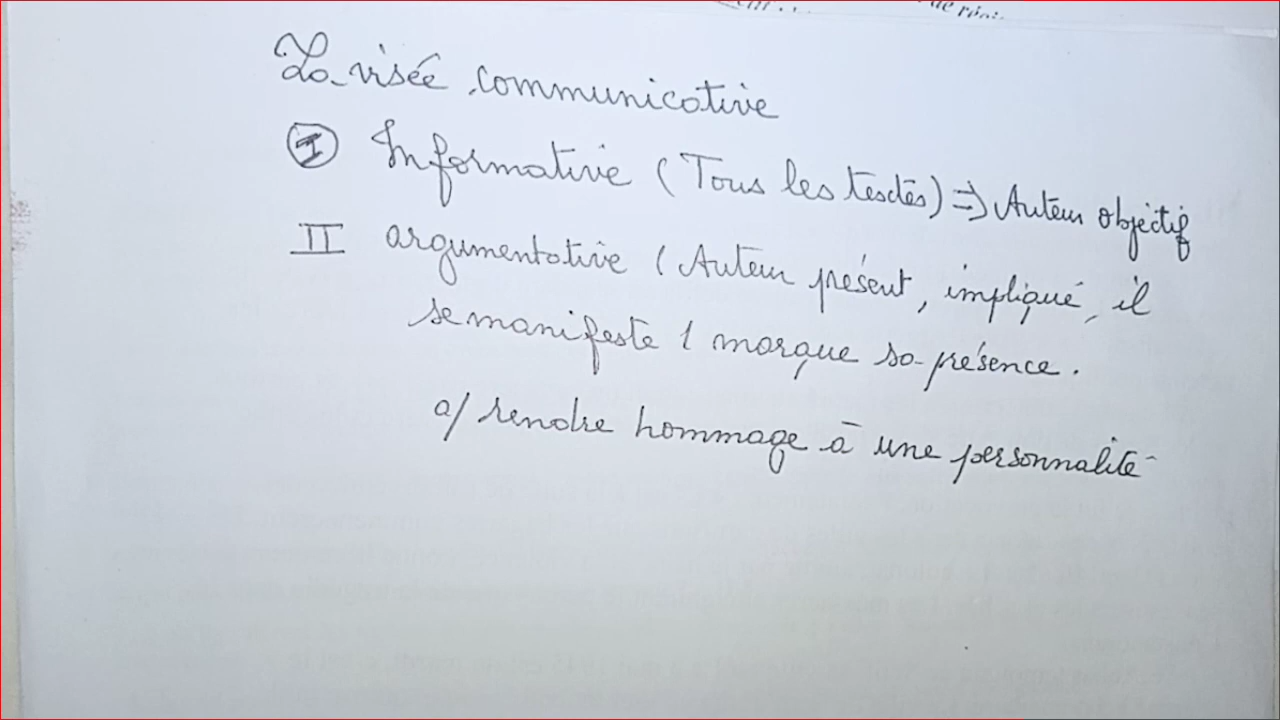 La visée communicative
I Informative (Tous les textes) => Auteur objectif
II argumentative (Auteur présent, impliqué, il
se manifeste / marque sa présence.
a/ rendre hommage à une personnalité